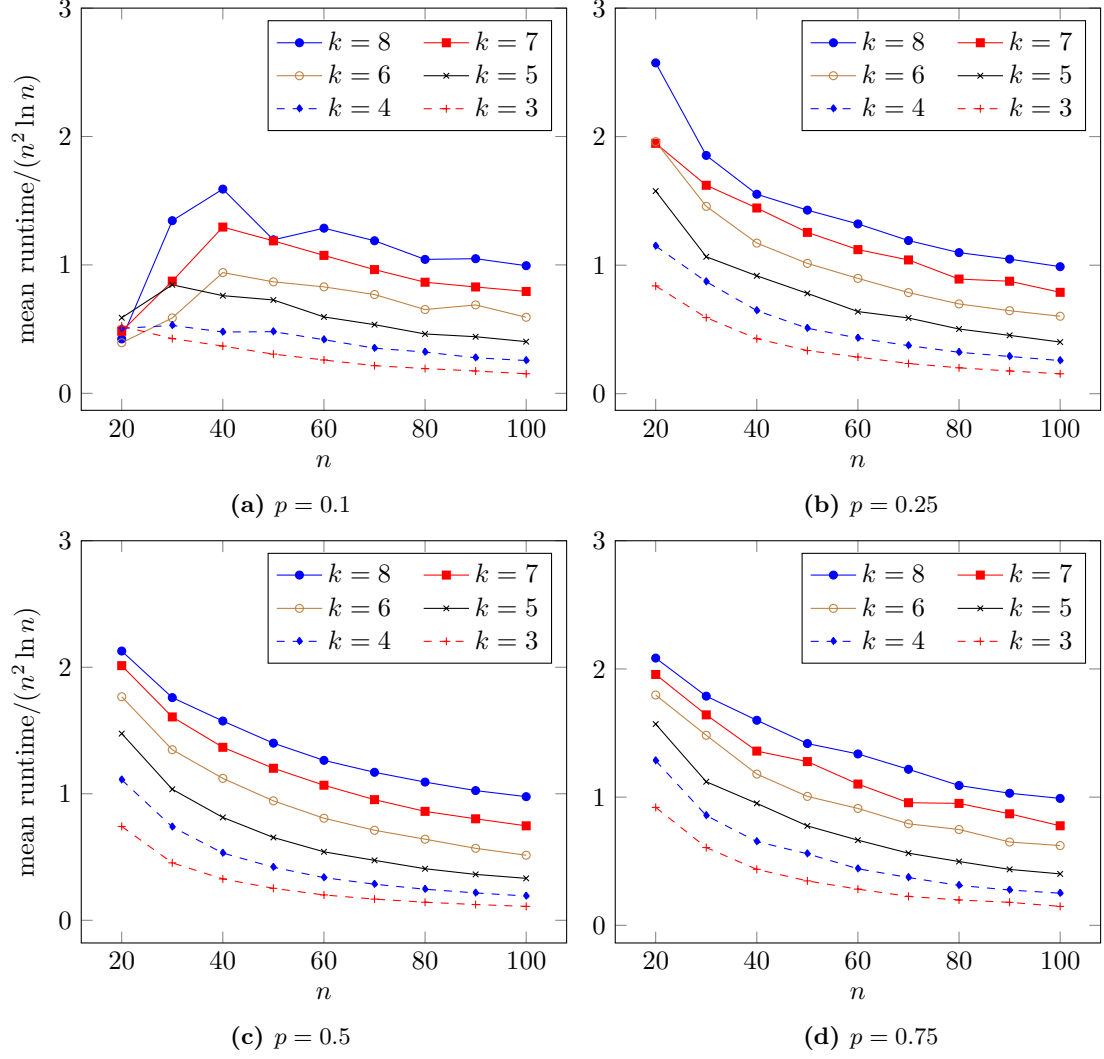 3
2
1
0
mean runtime/(n² ln n)
k = 8 k = 7
k = 6 k = 5
k = 4 k = 3
20 40 60 80 100
n
(a) p = 0.1
3
2
1
0
k = 8 k = 7
k = 6 k = 5
k = 4 k = 3
20 40 60 80 100
n
(b) p = 0.25
3
2
1
0
mean runtime/(n² ln n)
k = 8 k = 7
k = 6 k = 5
k = 4 k = 3
20 40 60 80 100
n
(c) p = 0.5
3
2
1
0
k = 8 k = 7
k = 6 k = 5
k = 4 k = 3
20 40 60 80 100
n
(d) p = 0.75